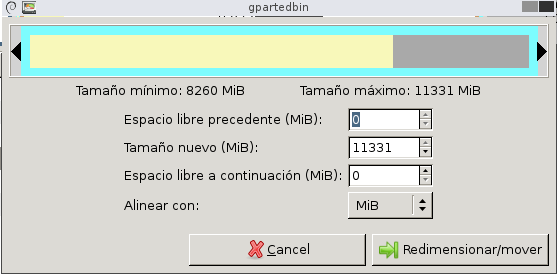 gpartedbin
Tamaño mínimo: 8260 MiB Tamaño máximo: 11331 MiB
Espacio libre precedente (MiB): 0
Tamaño nuevo (MiB): 11331
Espacio libre a continuación (MiB): 0
Alinear con: MiB
Cancel Redimensionar/mover